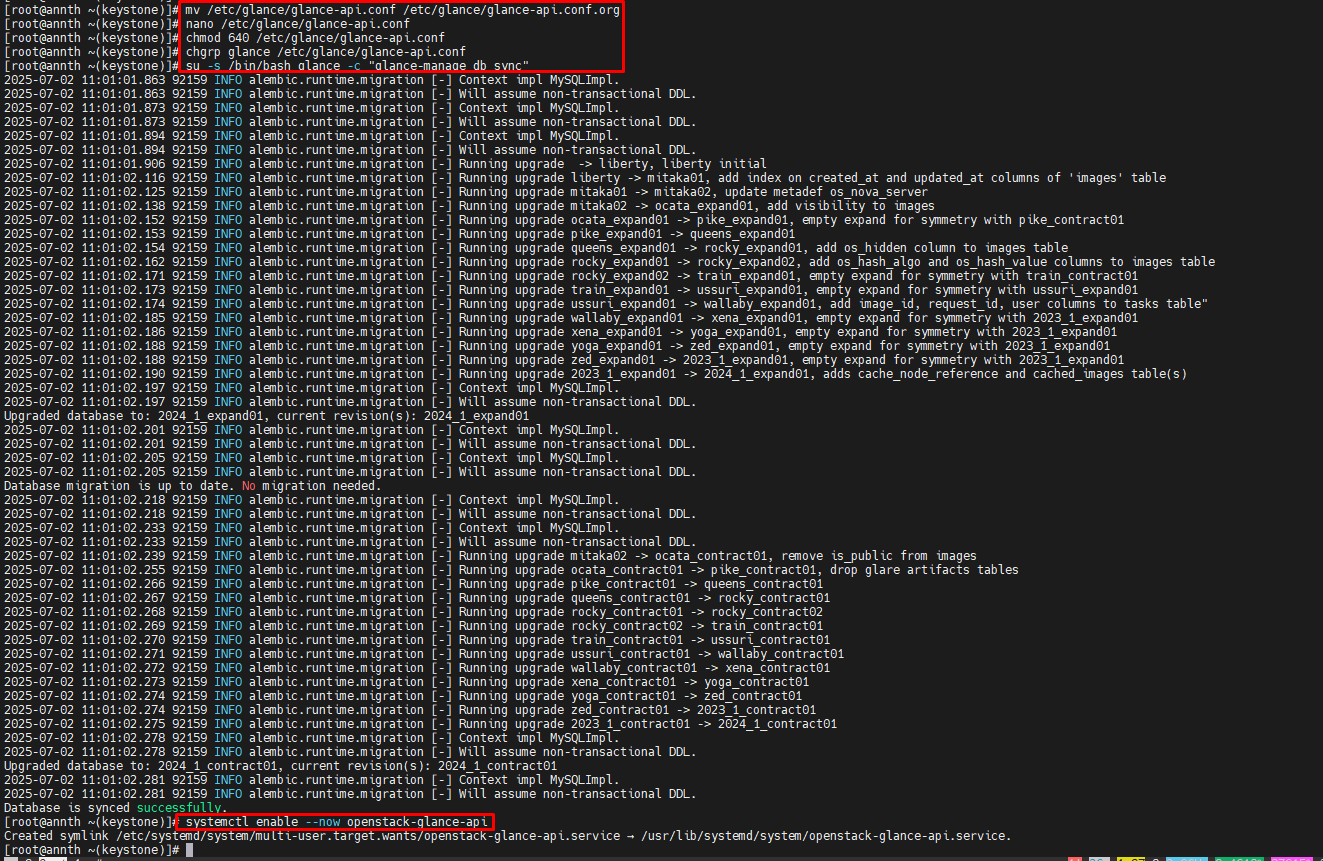 [root@annth ~(keystone)]# mv /etc/glance/glance-api.conf /etc/glance/glance-api.conf.org
[root@annth ~(keystone)]# nano /etc/glance/glance-api.conf
[root@annth ~(keystone)]# chmod 640 /etc/glance/glance-api.conf
[root@annth ~(keystone)]# chgrp glance /etc/glance/glance-api.conf
[root@annth ~(keystone)]# su -s /bin/bash glance -c "glance-manage db_sync"
2025-07-02 11:01:01.863 92159 INFO alembic.runtime.migration [-] Context impl MySQLImpl.
2025-07-02 11:01:01.863 92159 INFO alembic.runtime.migration [-] Will assume non-transactional DDL.
2025-07-02 11:01:01.873 92159 INFO alembic.runtime.migration [-] Context impl MySQLImpl.
2025-07-02 11:01:01.873 92159 INFO alembic.runtime.migration [-] Will assume non-transactional DDL.
2025-07-02 11:01:01.894 92159 INFO alembic.runtime.migration [-] Context impl MySQLImpl.
2025-07-02 11:01:01.894 92159 INFO alembic.runtime.migration [-] Will assume non-transactional DDL.
2025-07-02 11:01:01.906 92159 INFO alembic.runtime.migration [-] Running upgrade  -> liberty, liberty initial
2025-07-02 11:01:02.116 92159 INFO alembic.runtime.migration [-] Running upgrade liberty -> mitaka01, add index on created_at and updated_at columns of 'images' table
2025-07-02 11:01:02.125 92159 INFO alembic.runtime.migration [-] Running upgrade mitaka01 -> mitaka02, update metadef os_nova_server
2025-07-02 11:01:02.138 92159 INFO alembic.runtime.migration [-] Running upgrade mitaka02 -> ocata_expand01, add visibility to images
2025-07-02 11:01:02.152 92159 INFO alembic.runtime.migration [-] Running upgrade ocata_expand01 -> pike_expand01, empty expand for symmetry with pike_contract01
2025-07-02 11:01:02.153 92159 INFO alembic.runtime.migration [-] Running upgrade pike_expand01 -> queens_expand01
2025-07-02 11:01:02.154 92159 INFO alembic.runtime.migration [-] Running upgrade queens_expand01 -> rocky_expand01, add os_hidden column to images table
2025-07-02 11:01:02.162 92159 INFO alembic.runtime.migration [-] Running upgrade rocky_expand01 -> rocky_expand02, add os_hash_algo and os_hash_value columns to images table
2025-07-02 11:01:02.171 92159 INFO alembic.runtime.migration [-] Running upgrade rocky_expand02 -> train_expand01, empty expand for symmetry with train_contract01
2025-07-02 11:01:02.173 92159 INFO alembic.runtime.migration [-] Running upgrade train_expand01 -> ussuri_expand01, empty expand for symmetry with ussuri_expand01
2025-07-02 11:01:02.174 92159 INFO alembic.runtime.migration [-] Running upgrade ussuri_expand01 -> wallaby_expand01, add image_id, request_id, user columns to tasks table"
2025-07-02 11:01:02.185 92159 INFO alembic.runtime.migration [-] Running upgrade wallaby_expand01 -> xena_expand01, empty expand for symmetry with 2023_1_expand01
2025-07-02 11:01:02.186 92159 INFO alembic.runtime.migration [-] Running upgrade xena_expand01 -> yoga_expand01, empty expand for symmetry with 2023_1_expand01
2025-07-02 11:01:02.188 92159 INFO alembic.runtime.migration [-] Running upgrade yoga_expand01 -> zed_expand01, empty expand for symmetry with 2023_1_expand01
2025-07-02 11:01:02.188 92159 INFO alembic.runtime.migration [-] Running upgrade zed_expand01 -> 2023_1_expand01, empty expand for symmetry with 2023_1_expand01
2025-07-02 11:01:02.190 92159 INFO alembic.runtime.migration [-] Running upgrade 2023_1_expand01 -> 2024_1_expand01, adds cache_node_reference and cached_images table(s)
2025-07-02 11:01:02.197 92159 INFO alembic.runtime.migration [-] Context impl MySQLImpl.
2025-07-02 11:01:02.197 92159 INFO alembic.runtime.migration [-] Will assume non-transactional DDL.
Upgraded database to: 2024_1_expand01, current revision(s): 2024_1_expand01
2025-07-02 11:01:02.201 92159 INFO alembic.runtime.migration [-] Context impl MySQLImpl.
2025-07-02 11:01:02.201 92159 INFO alembic.runtime.migration [-] Will assume non-transactional DDL.
2025-07-02 11:01:02.205 92159 INFO alembic.runtime.migration [-] Context impl MySQLImpl.
2025-07-02 11:01:02.205 92159 INFO alembic.runtime.migration [-] Will assume non-transactional DDL.
Database migration is up to date. No migration needed.
2025-07-02 11:01:02.218 92159 INFO alembic.runtime.migration [-] Context impl MySQLImpl.
2025-07-02 11:01:02.218 92159 INFO alembic.runtime.migration [-] Will assume non-transactional DDL.
2025-07-02 11:01:02.233 92159 INFO alembic.runtime.migration [-] Context impl MySQLImpl.
2025-07-02 11:01:02.233 92159 INFO alembic.runtime.migration [-] Will assume non-transactional DDL.
2025-07-02 11:01:02.239 92159 INFO alembic.runtime.migration [-] Running upgrade mitaka02 -> ocata_contract01, remove is_public from images
2025-07-02 11:01:02.255 92159 INFO alembic.runtime.migration [-] Running upgrade ocata_contract01 -> pike_contract01, drop glare artifacts tables
2025-07-02 11:01:02.266 92159 INFO alembic.runtime.migration [-] Running upgrade pike_contract01 -> queens_contract01
2025-07-02 11:01:02.267 92159 INFO alembic.runtime.migration [-] Running upgrade queens_contract01 -> rocky_contract01
2025-07-02 11:01:02.268 92159 INFO alembic.runtime.migration [-] Running upgrade rocky_contract01 -> rocky_contract02
2025-07-02 11:01:02.269 92159 INFO alembic.runtime.migration [-] Running upgrade rocky_contract02 -> train_contract01
2025-07-02 11:01:02.270 92159 INFO alembic.runtime.migration [-] Running upgrade train_contract01 -> ussuri_contract01
2025-07-02 11:01:02.271 92159 INFO alembic.runtime.migration [-] Running upgrade ussuri_contract01 -> wallaby_contract01
2025-07-02 11:01:02.272 92159 INFO alembic.runtime.migration [-] Running upgrade wallaby_contract01 -> xena_contract01
2025-07-02 11:01:02.273 92159 INFO alembic.runtime.migration [-] Running upgrade xena_contract01 -> yoga_contract01
2025-07-02 11:01:02.274 92159 INFO alembic.runtime.migration [-] Running upgrade yoga_contract01 -> zed_contract01
2025-07-02 11:01:02.274 92159 INFO alembic.runtime.migration [-] Running upgrade zed_contract01 -> 2023_1_contract01
2025-07-02 11:01:02.275 92159 INFO alembic.runtime.migration [-] Running upgrade 2023_1_contract01 -> 2024_1_contract01
2025-07-02 11:01:02.278 92159 INFO alembic.runtime.migration [-] Context impl MySQLImpl.
2025-07-02 11:01:02.278 92159 INFO alembic.runtime.migration [-] Will assume non-transactional DDL.
Upgraded database to: 2024_1_contract01, current revision(s): 2024_1_contract01
2025-07-02 11:01:02.281 92159 INFO alembic.runtime.migration [-] Context impl MySQLImpl.
2025-07-02 11:01:02.281 92159 INFO alembic.runtime.migration [-] Will assume non-transactional DDL.
Database is synced successfully.
[root@annth ~(keystone)]# systemctl enable --now openstack-glance-api
Created symlink /etc/systemd/system/multi-user.target.wants/openstack-glance-api.service → /usr/lib/systemd/system/openstack-glance-api.service.
[root@annth ~(keystone)]#